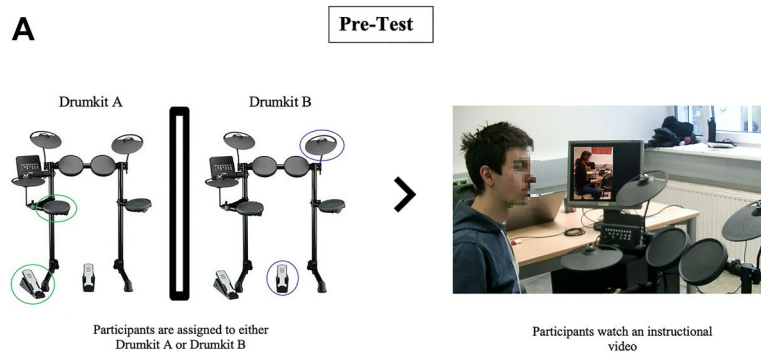 A
Pre-Test
Drumkit A
Drumkit B
Participants are assigned to either
Drumkit A or Drumkit B
Participants watch an instructional
video